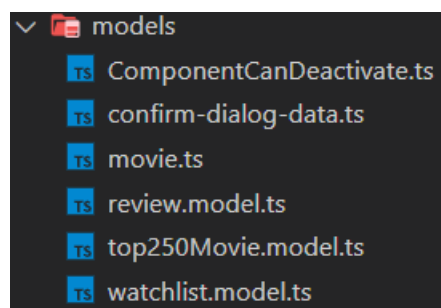 models
TS ComponentCanDeactivate.ts
TS confirm-dialog-data.ts
TS movie.ts
TS review.model.ts
TS top250Movie.model.ts
TS watchlist.model.ts